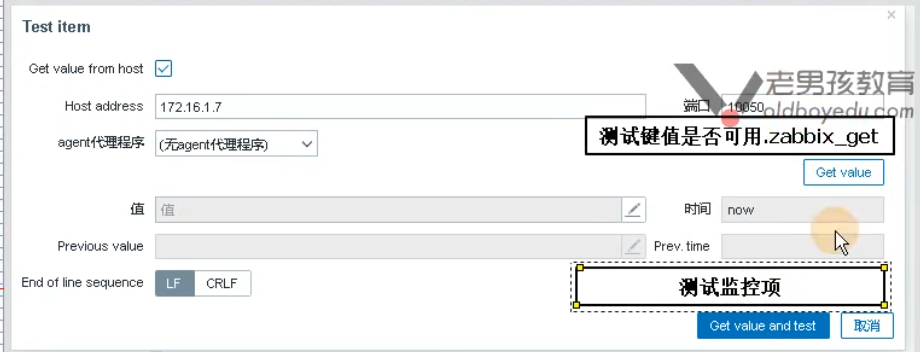 Test item
×
Get value from host
老男孩教育
oldboyedu.com
Host address 172.16.1.7 端口 10050
agent代理程序 (无agent代理程序)
测试键值是否可用.zabbix_get
Get value
值 值 时间 now
Previous value Prev. time
End of line sequence LF CRLF
测试监控项
Get value and test 取消